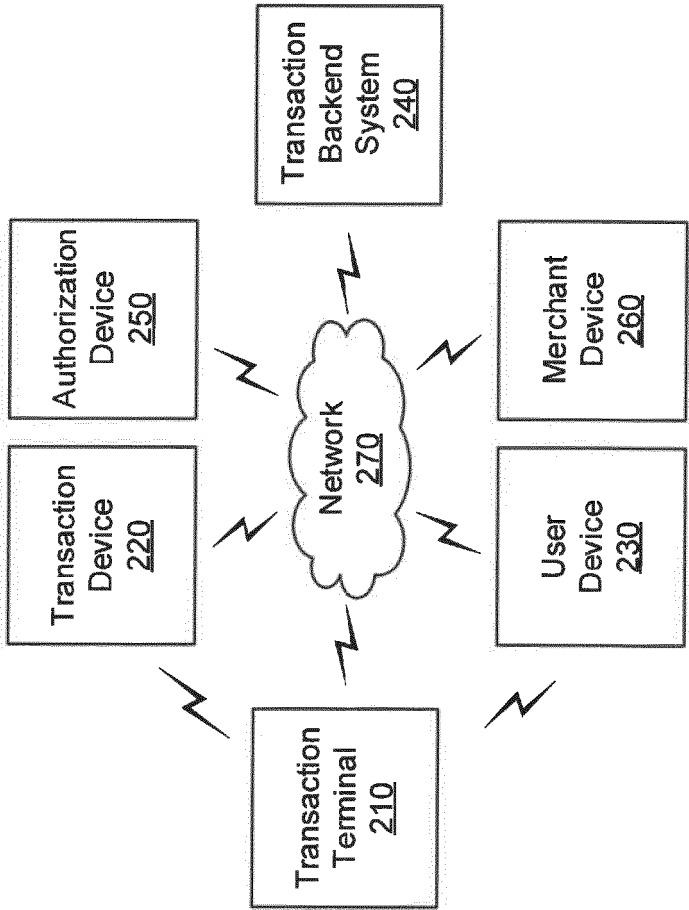 Transaction
Terminal
210
Transaction
Device
220
Authorization
Device
250
Network
270
User
Device
230
Merchant
Device
260
Transaction
Backend
System
240